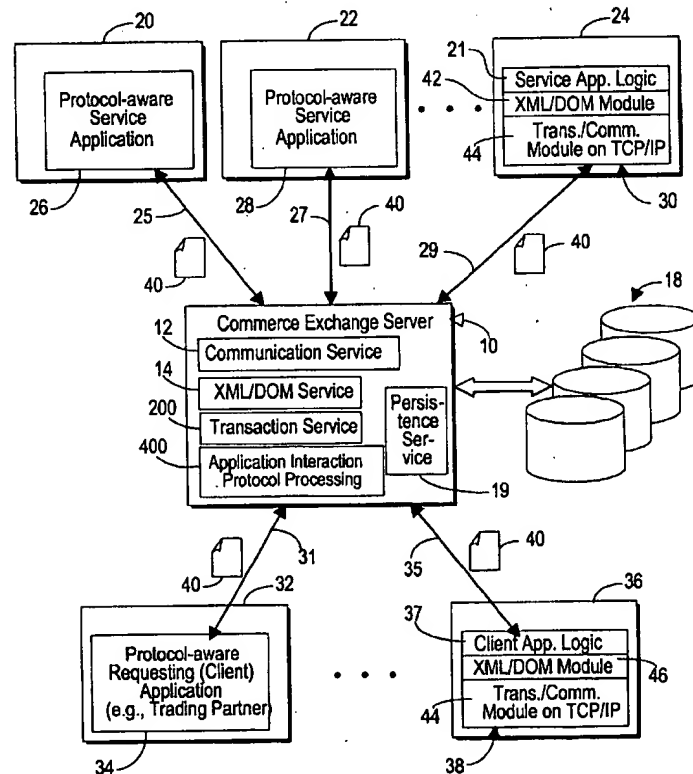 20
22
24
Protocol-aware
Service
Application
Protocol-aware
Service
Application
21
42
44
Service App. Logic
XML/DOM Module
Trans./Comm.
Module on TCP/IP
26
25
28
27
40
30
40
29
40
18
12
14
200
400
Commerce Exchange Server
10
Communication Service
XML/DOM Service
Transaction Service
Application Interaction
Protocol Processing
Persis-
tence
Ser-
vice
19
40
31
32
35
40
36
37
Protocol-aware
Requesting (Client)
Application
(e.g., Trading Partner)
34
Client App. Logic
XML/DOM Module
46
44
Trans./Comm.
Module on TCP/IP
38